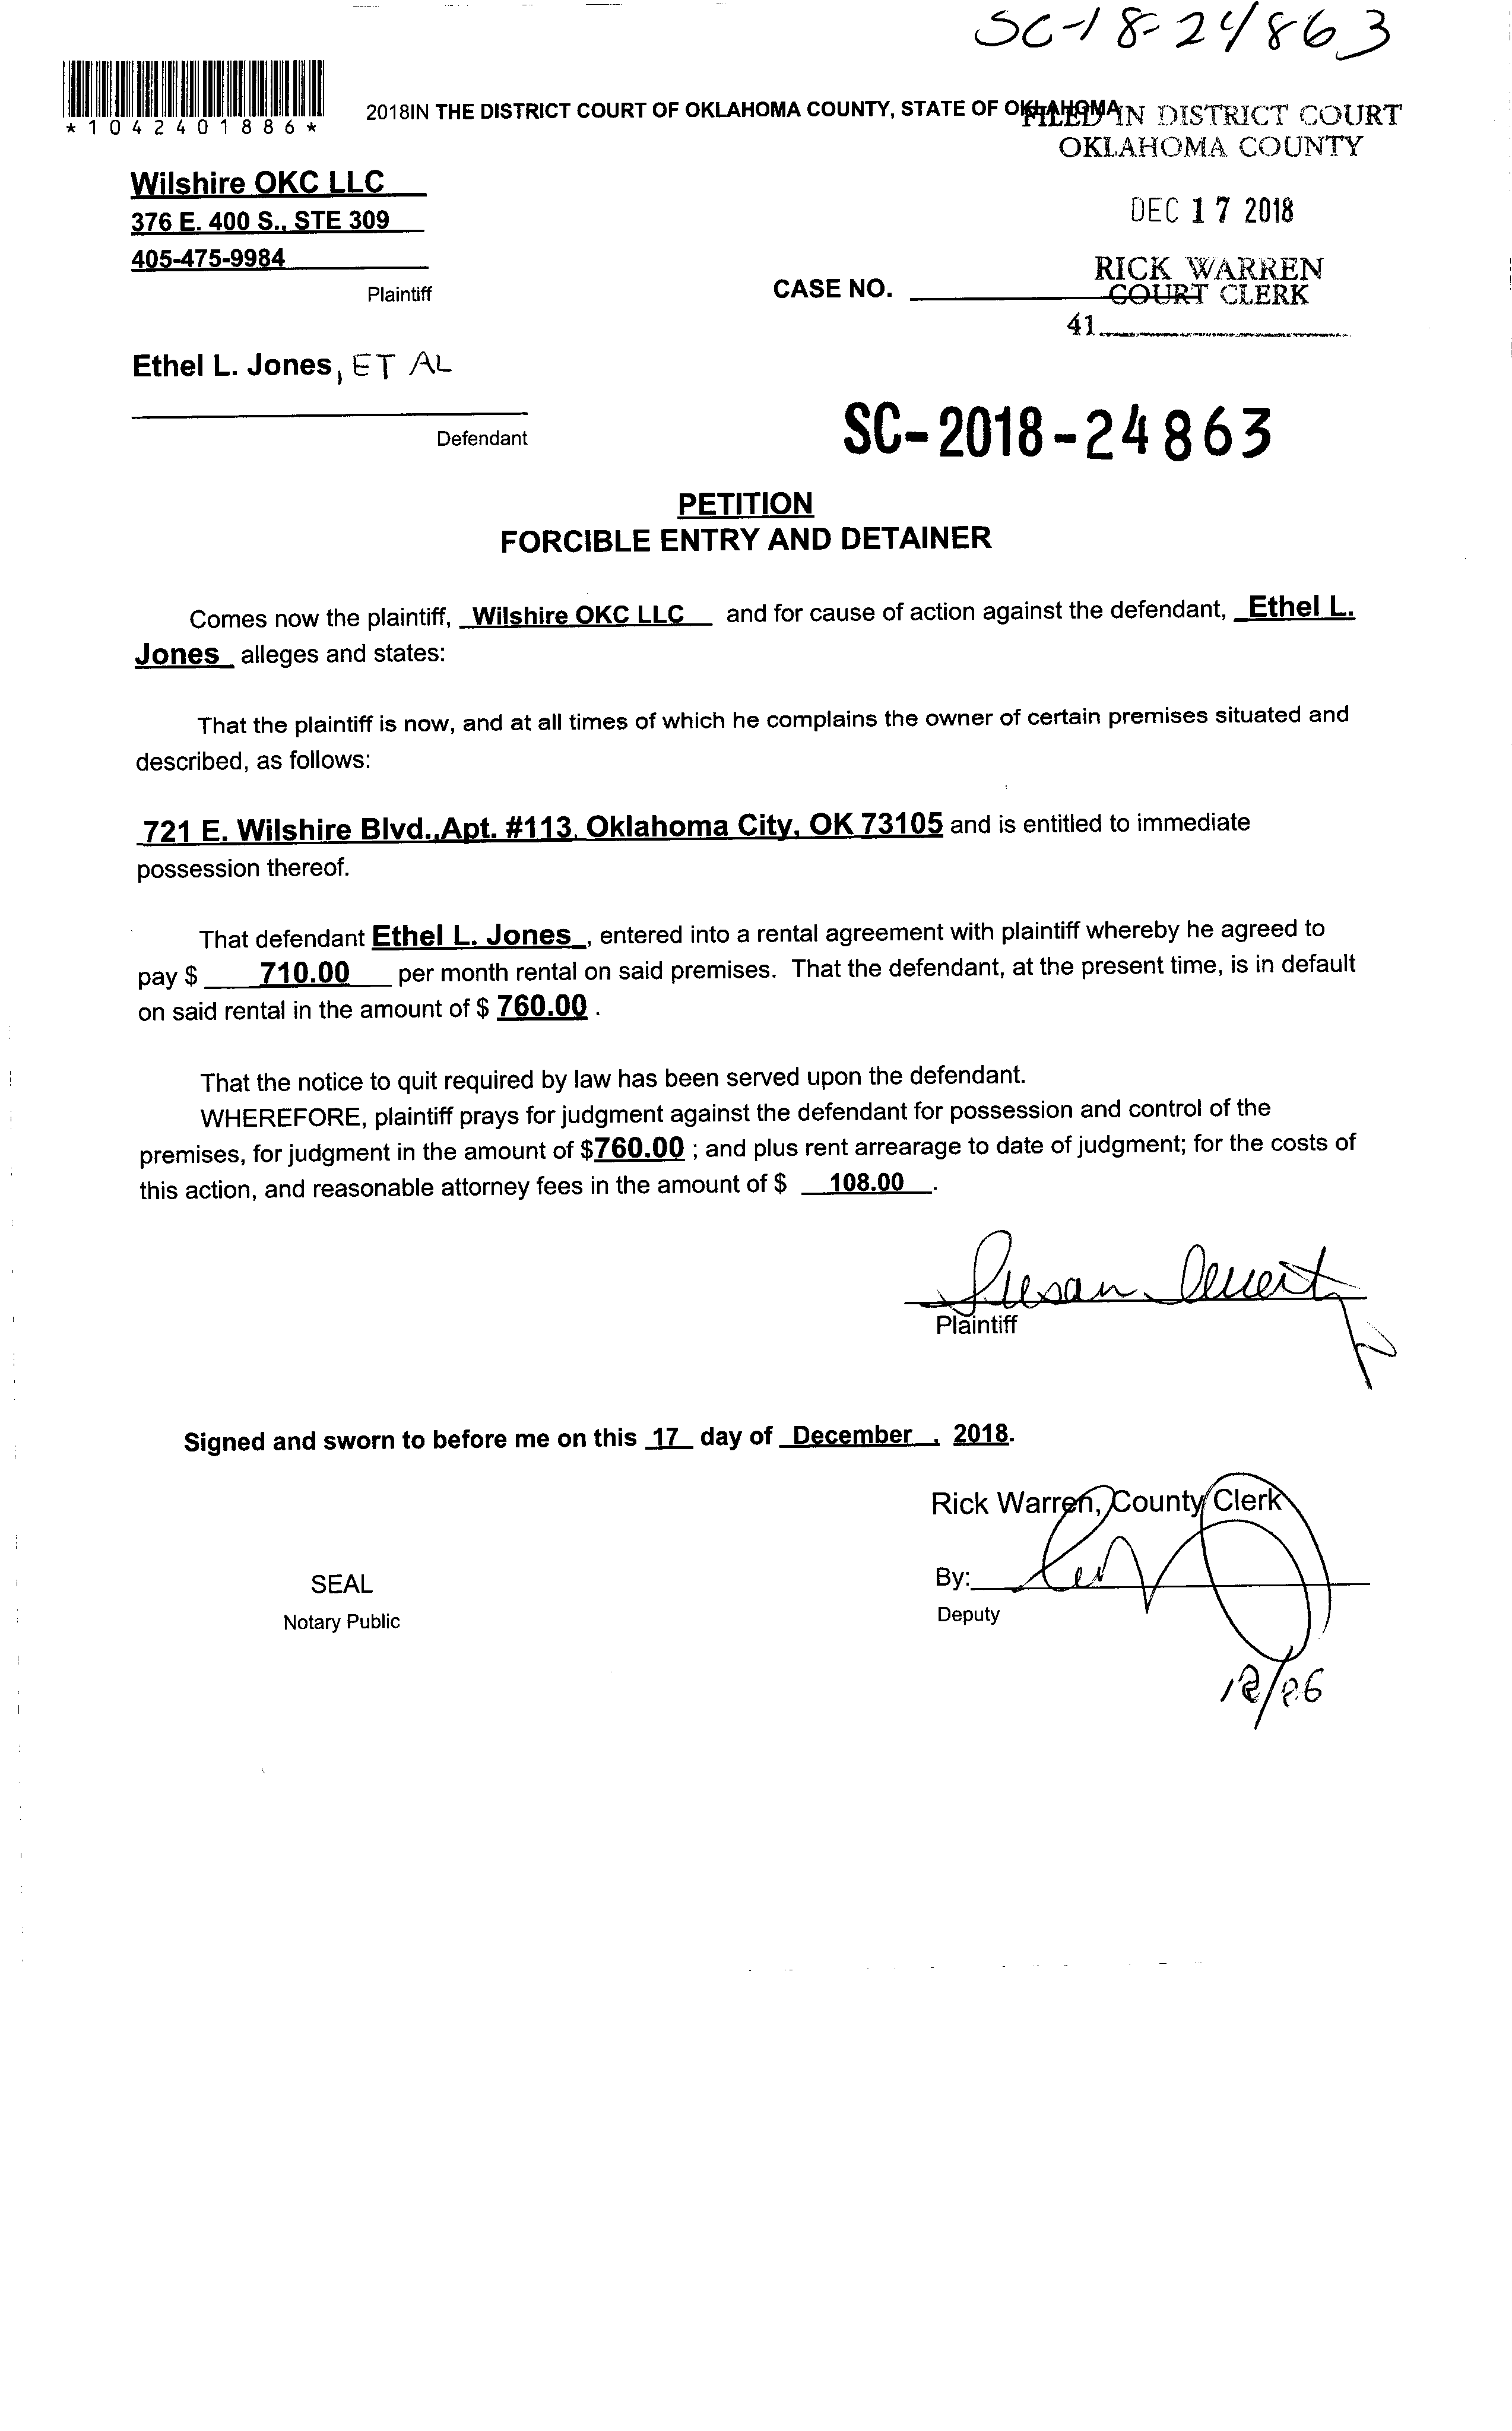 SC-18-24863
*1042401886*
2018IN THE DISTRICT COURT OF OKLAHOMA COUNTY, STATE OF OKLAHOMA
FILED IN DISTRICT COURT
OKLAHOMA COUNTY
Wilshire OKC LLC
376 E. 400 S., STE 309
405-475-9984
Plaintiff
DEC 17 2018
RICK WARREN
COURT CLERK
CASE NO.
41
Ethel L. Jones, ET AL
Defendant
SC-2018-24863
PETITION
FORCIBLE ENTRY AND DETAINER
Comes now the plaintiff, Wilshire OKC LLC and for cause of action against the defendant, Ethel L.
Jones alleges and states:
That the plaintiff is now, and at all times of which he complains the owner of certain premises situated and
described, as follows:
721 E. Wilshire Blvd.,Apt. #113, Oklahoma City, OK 73105 and is entitled to immediate
possession thereof.
That defendant Ethel L. Jones , entered into a rental agreement with plaintiff whereby he agreed to
pay $ 710.00 per month rental on said premises. That the defendant, at the present time, is in default
on said rental in the amount of $ 760.00 .
That the notice to quit required by law has been served upon the defendant.
WHEREFORE, plaintiff prays for judgment against the defendant for possession and control of the
premises, for judgment in the amount of $760.00 ; and plus rent arrearage to date of judgment; for the costs of
this action, and reasonable attorney fees in the amount of $ 108.00 .
Susan
Plaintiff
Signed and sworn to before me on this 17 day of December , 2018.
Rick Warren, County Clerk
By:
Deputy
SEAL
Notary Public
12/26